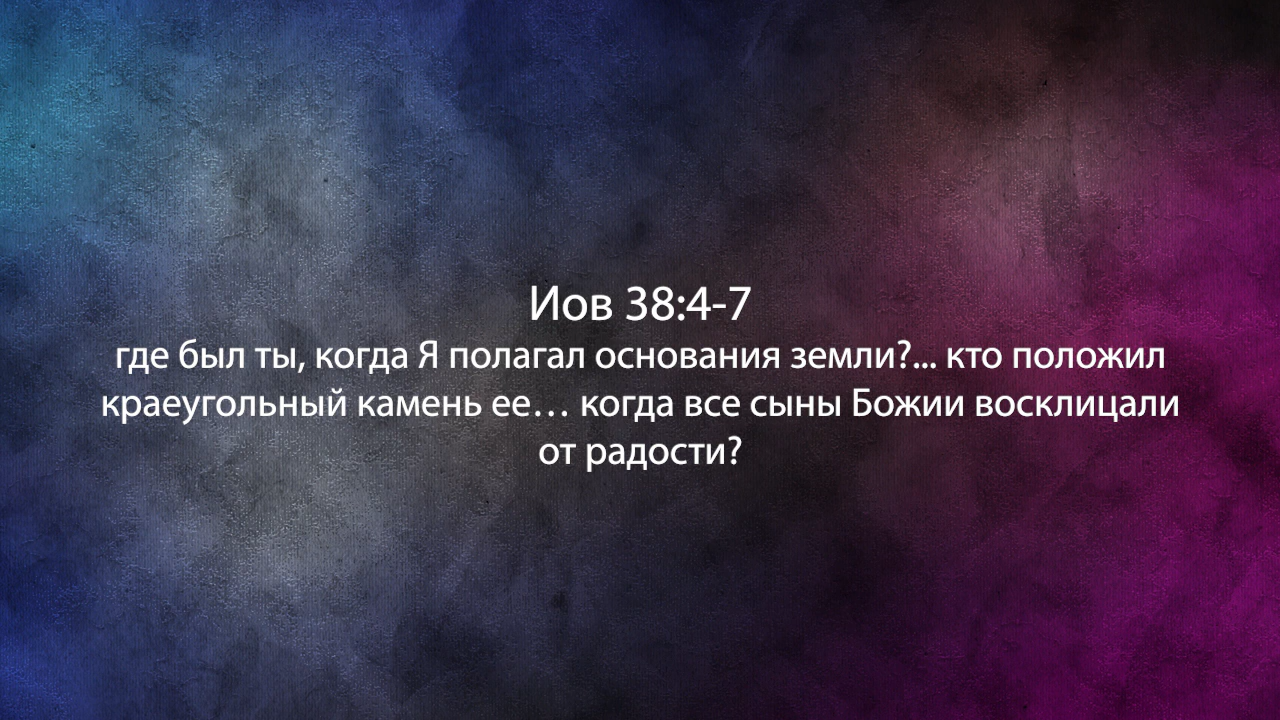 Иов 38:4-7
где был ты, когда Я полагал основания земли?... кто положил
краеугольный камень ее… когда все сыны Божии восклицали
от радости?